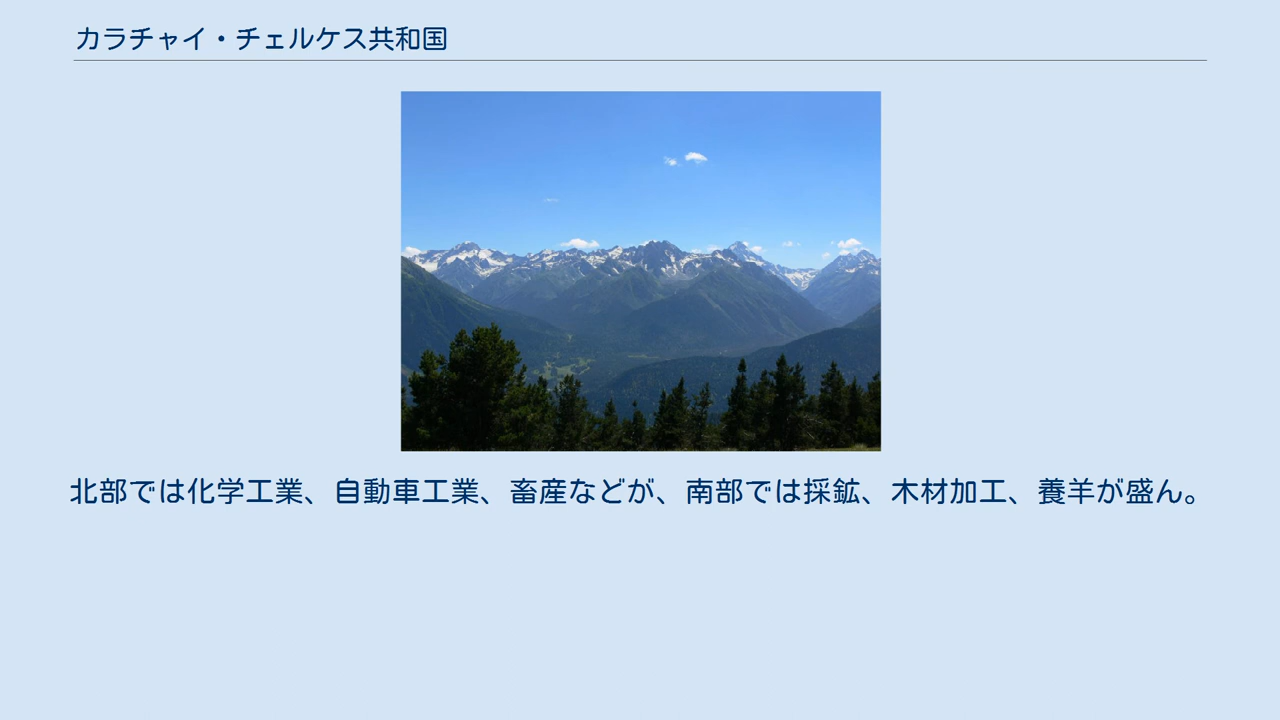 カラチャイ・チェルケス共和国
北部では化学工業、自動車工業、畜産などが、南部では採鉱、木材加工、養羊が盛ん。